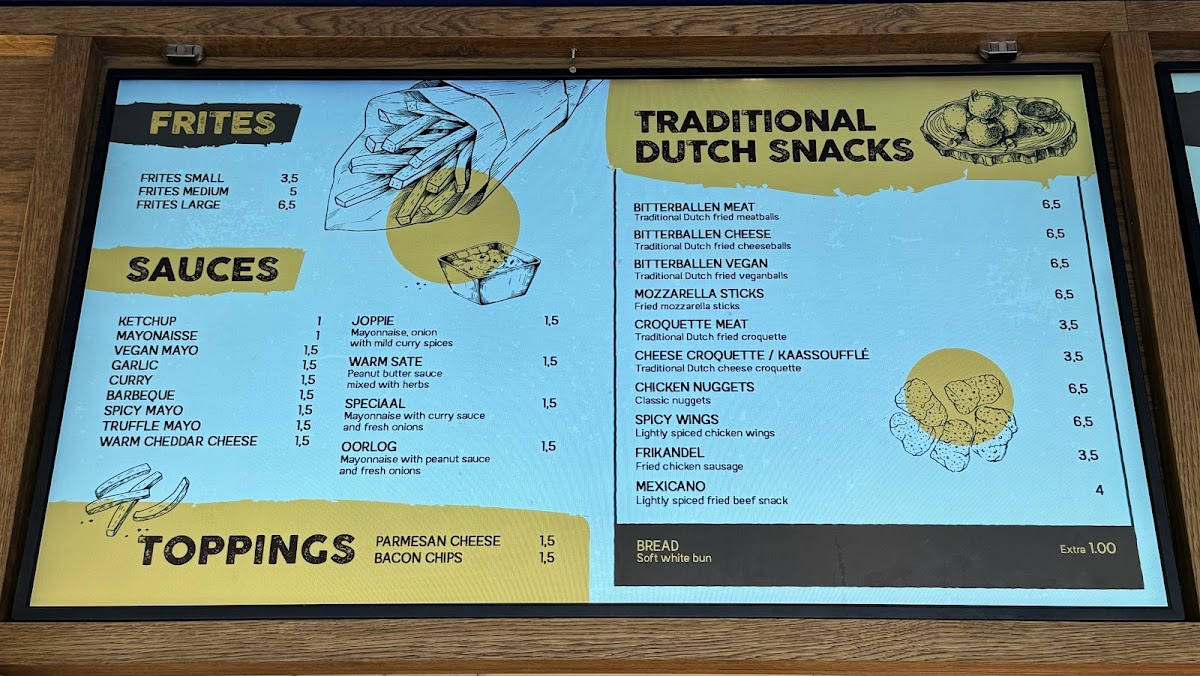 FRITES
FRITES SMALL 3,5
FRITES MEDIUM 5
FRITES LARGE 6,5
SAUCES
KETCHUP 1
MAYONAISSE 1
VEGAN MAYO 1,5
GARLIC 1,5
CURRY 1,5
BARBEQUE 1,5
SPICY MAYO 1,5
TRUFFLE MAYO 1,5
WARM CHEDDAR CHEESE 1,5
JOPPIE 1,5
Mayonnaise, onion
with mild curry spices
WARM SATE 1,5
Peanut butter sauce
mixed with herbs
SPECIAAL 1,5
Mayonnaise with curry sauce
and fresh onions
OORLOG 1,5
Mayonnaise with peanut sauce
and fresh onions
TOPPINGS
PARMESAN CHEESE 1,5
BACON CHIPS 1,5
TRADITIONAL
DUTCH SNACKS
BITTERBALLEN MEAT 6,5
Traditional Dutch fried meatballs
BITTERBALLEN CHEESE 6,5
Traditional Dutch fried cheeseballs
BITTERBALLEN VEGAN 6,5
Traditional Dutch fried veganballs
MOZZARELLA STICKS 6,5
Fried mozzarella sticks
CROQUETTE MEAT 3,5
Traditional Dutch fried croquette
CHEESE CROQUETTE / KAASSOUFFLÉ 3,5
Traditional Dutch cheese croquette
CHICKEN NUGGETS 6,5
Classic nuggets
SPICY WINGS 6,5
Lightly spiced chicken wings
FRIKANDEL 3,5
Fried chicken sausage
MEXICANO 4
Lightly spiced fried beef snack
BREAD Extra 1.00
Soft white bun